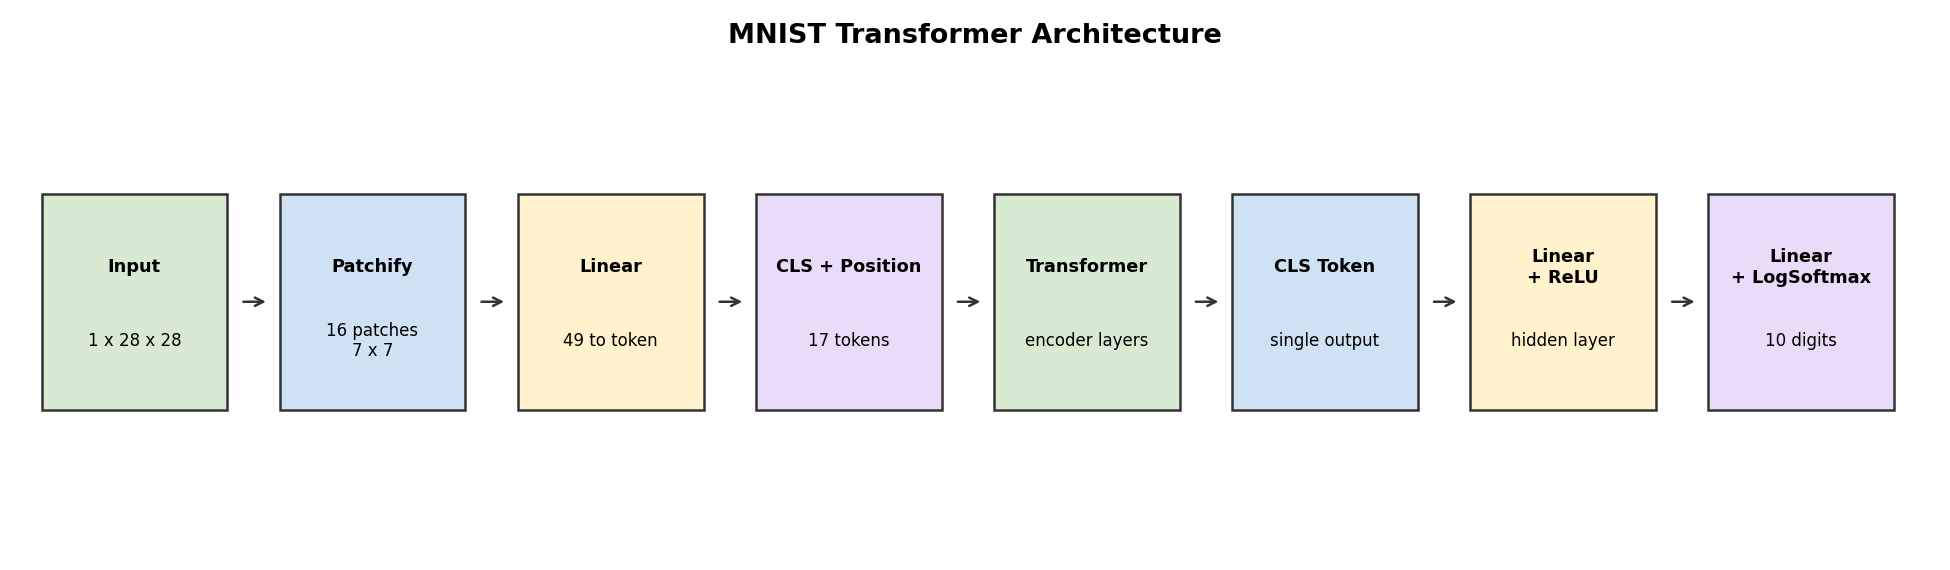 MNIST Transformer Architecture
Input
1 x 28 x 28
Patchify
16 patches
7 x 7
Linear
49 to token
CLS + Position
17 tokens
Transformer
encoder layers
CLS Token
single output
Linear
+ ReLU
hidden layer
Linear
+ LogSoftmax
10 digits